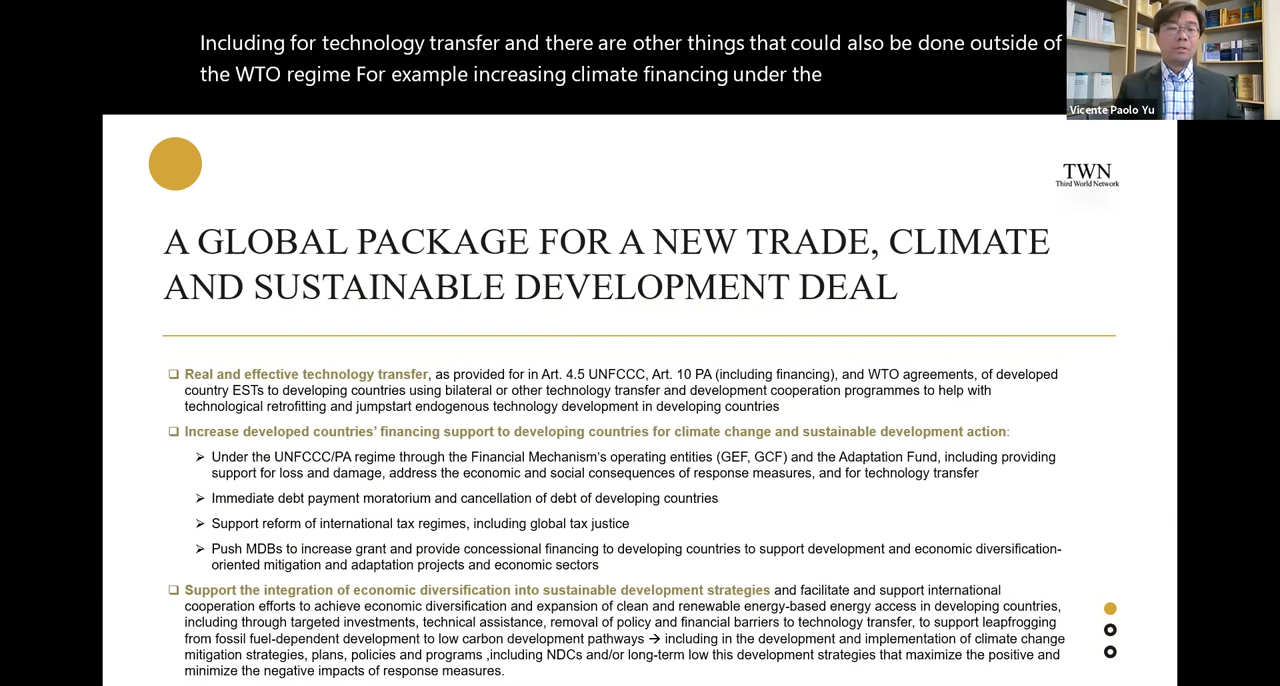 Including for technology transfer and there are other things that could also be done outside of
the WTO regime For example increasing climate financing under the
Vicente Paolo Yu
TWN
Third World Network
A GLOBAL PACKAGE FOR A NEW TRADE, CLIMATE
AND SUSTAINABLE DEVELOPMENT DEAL
❑ Real and effective technology transfer, as provided for in Art. 4.5 UNFCCC, Art. 10 PA (including financing), and WTO agreements, of developed
country ESTs to developing countries using bilateral or other technology transfer and development cooperation programmes to help with
technological retrofitting and jumpstart endogenous technology development in developing countries
❑ Increase developed countries' financing support to developing countries for climate change and sustainable development action:
➢ Under the UNFCCC/PA regime through the Financial Mechanism's operating entities (GEF, GCF) and the Adaptation Fund, including providing
support for loss and damage, address the economic and social consequences of response measures, and for technology transfer
➢ Immediate debt payment moratorium and cancellation of debt of developing countries
➢ Support reform of international tax regimes, including global tax justice
➢ Push MDBs to increase grant and provide concessional financing to developing countries to support development and economic diversification-
oriented mitigation and adaptation projects and economic sectors
❑ Support the integration of economic diversification into sustainable development strategies and facilitate and support international
cooperation efforts to achieve economic diversification and expansion of clean and renewable energy-based energy access in developing countries,
including through targeted investments, technical assistance, removal of policy and financial barriers to technology transfer, to support leapfrogging
from fossil fuel-dependent development to low carbon development pathways → including in the development and implementation of climate change
mitigation strategies, plans, policies and programs ,including NDCs and/or long-term low this development strategies that maximize the positive and
minimize the negative impacts of response measures.